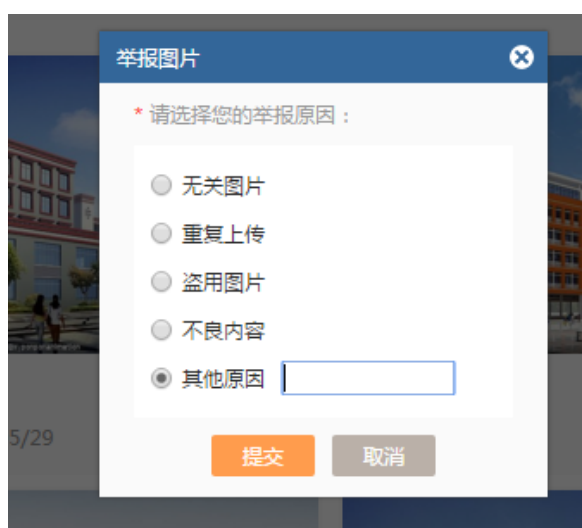 举报图片
* 请选择您的举报原因：
无关图片
重复上传
盗用图片
不良内容
其他原因
提交 取消
5/29